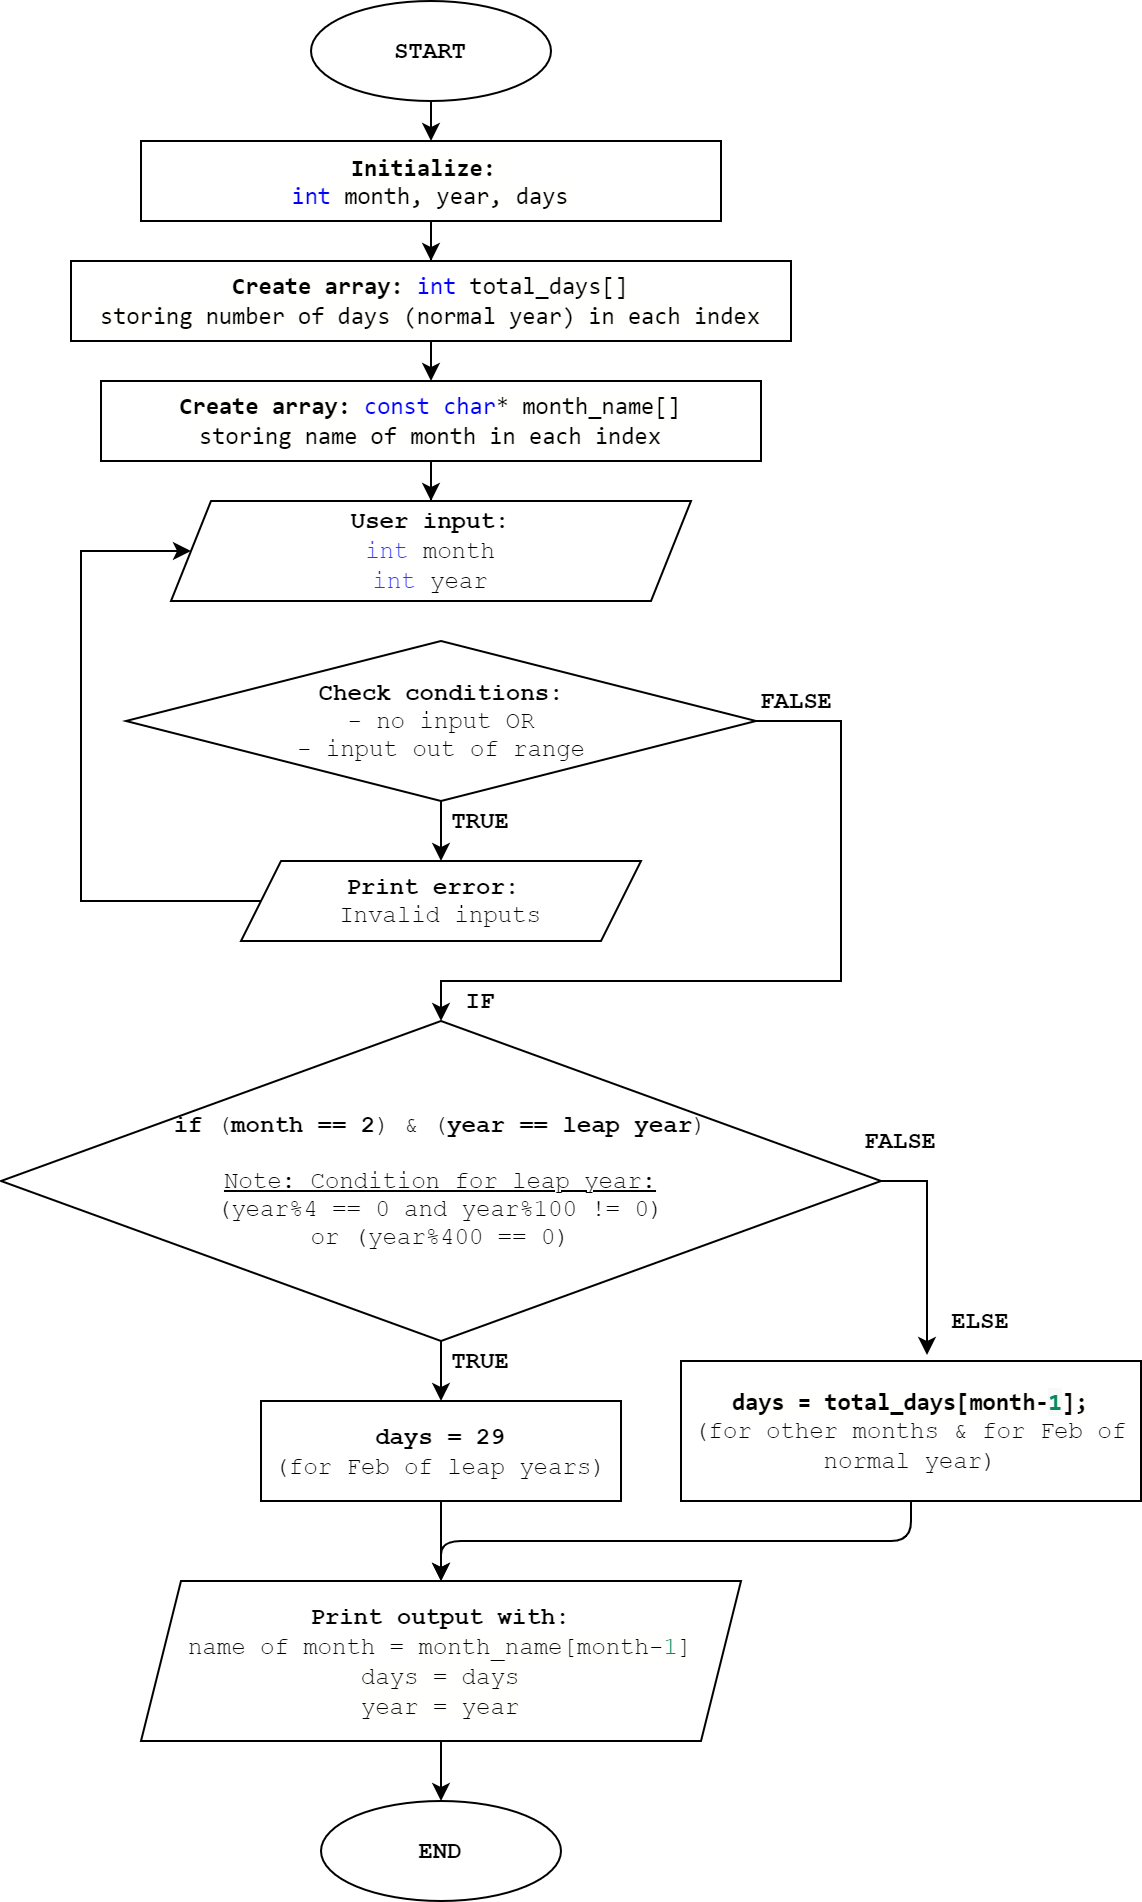 START
Initialize:
int month, year, days
Create array: int total_days[]
storing number of days (normal year) in each index
Create array: const char* month_name[]
storing name of month in each index
User input:
int month
int year
Check conditions:
- no input OR
- input out of range
FALSE
TRUE
Print error:
Invalid inputs
IF
if (month == 2) & (year == leap year)
Note: Condition for leap year:
(year%4 == 0 and year%100 != 0)
or (year%400 == 0)
FALSE
ELSE
TRUE
days = 29
(for Feb of leap years)
days = total_days[month-1];
(for other months & for Feb of
normal year)
Print output with:
name of month = month_name[month-1]
days = days
year = year
END